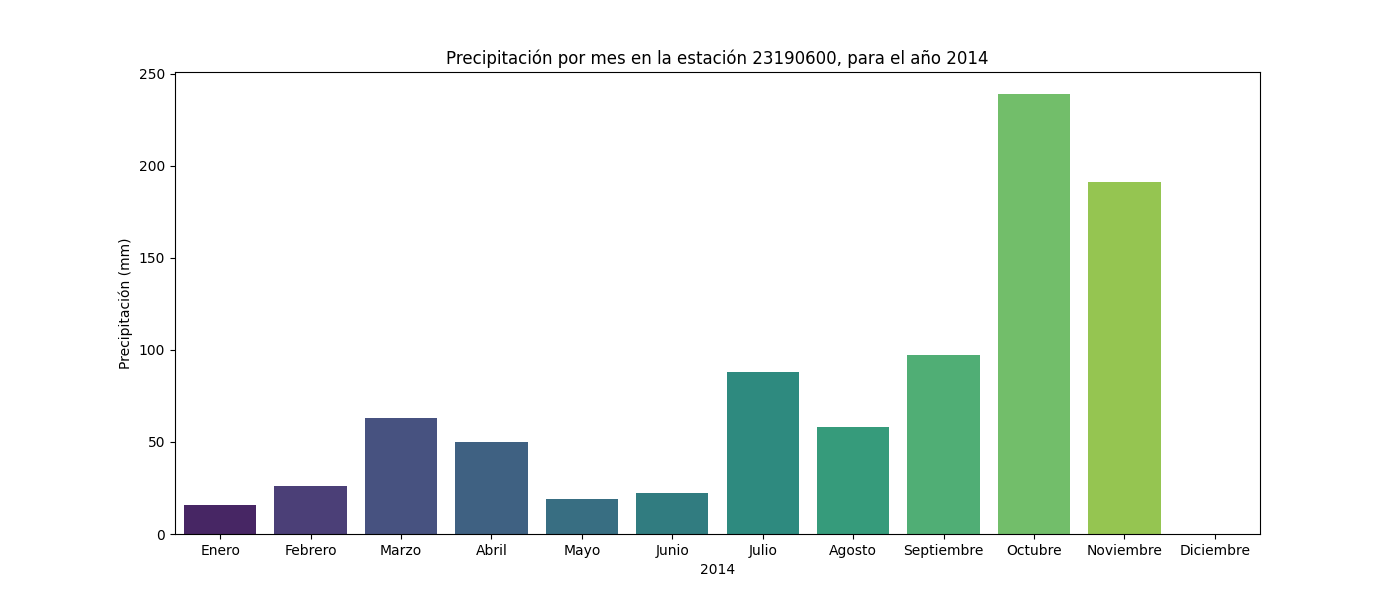 Precipitación por mes en la estación 23190600, para el año 2014
Precipitación (mm)
250
200
150
100
50
0
Enero Febrero Marzo Abril Mayo Junio Julio Agosto Septiembre Octubre Noviembre Diciembre
2014